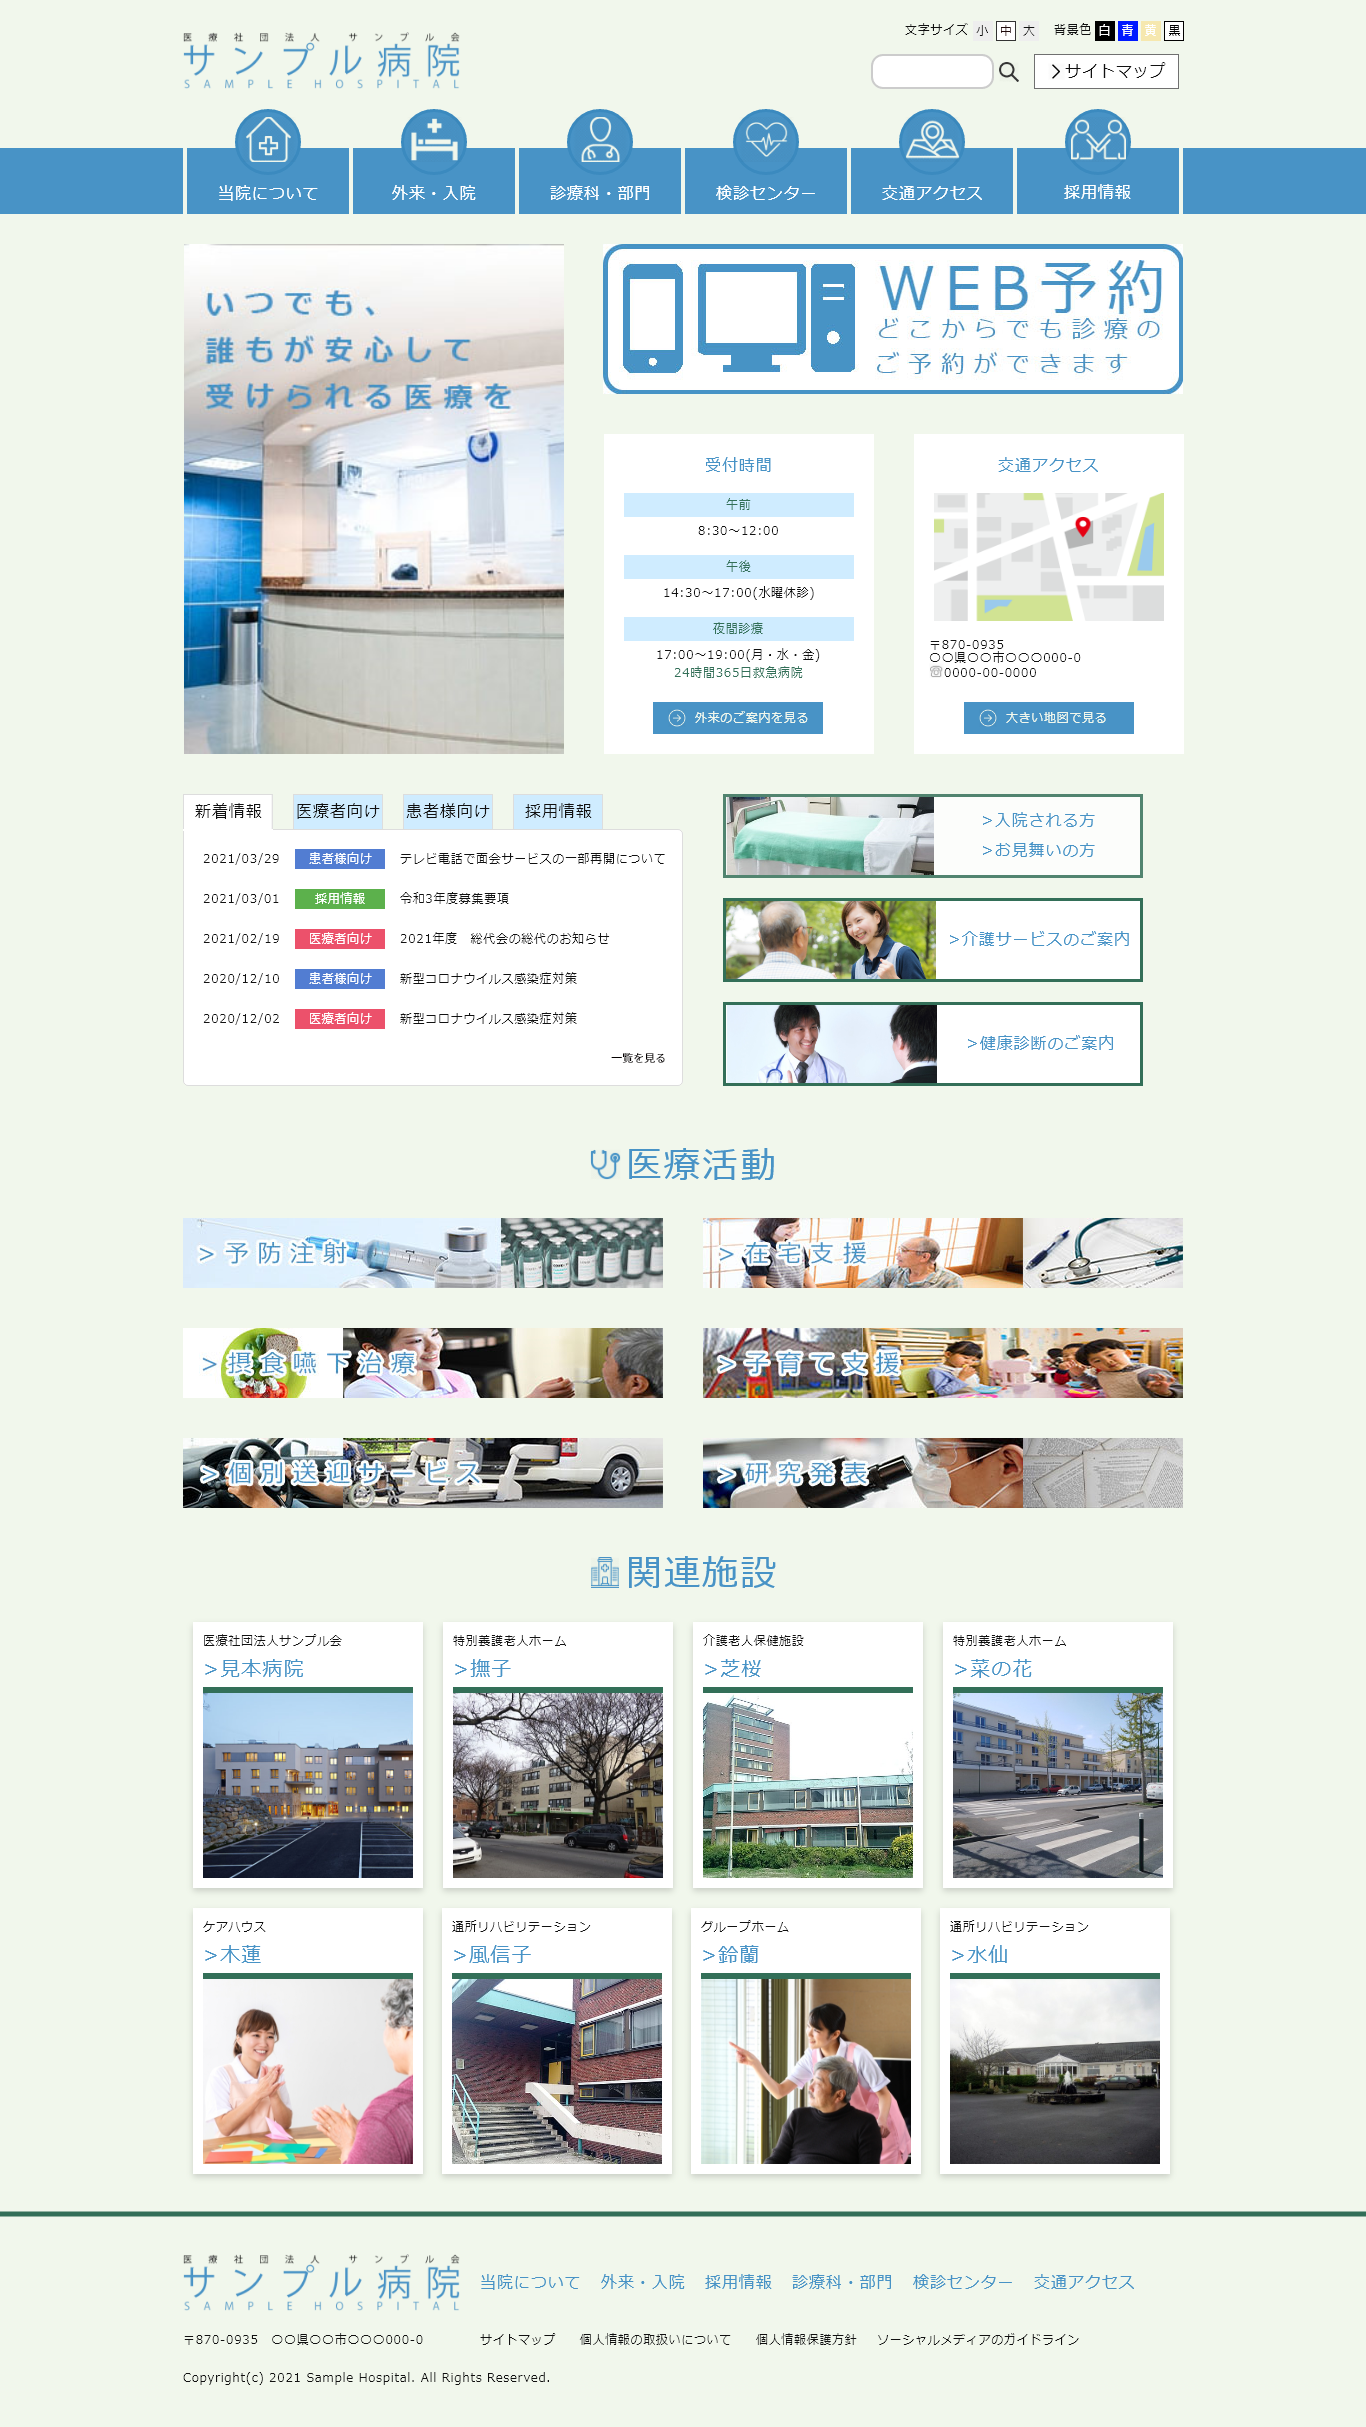 文字サイズ 小 中 大 背景色 白 青 黄 黒
医療社団法人 サンプル会
サンプル病院
SAMPLE HOSPITAL
サイトマップ
当院について 外来・入院 診療科・部門 検診センター 交通アクセス 採用情報
いつでも、
誰もが安心して
受けられる医療を
WEB予約
どこからでも診療の
ご予約ができます
受付時間
午前
8:30〜12:00
午後
14:30〜17:00(水曜休診)
夜間診療
17:00〜19:00(月・水・金)
24時間365日救急病院
外来のご案内を見る
交通アクセス
〒870-0935
〇〇県〇〇市〇〇〇000-0
☏0000-00-0000
大きい地図で見る
新着情報 医療者向け 患者様向け 採用情報
2021/03/29 患者様向け テレビ電話で面会サービスの一部再開について
2021/03/01 採用情報 令和3年度募集要項
2021/02/19 医療者向け 2021年度 総代会の総代のお知らせ
2020/12/10 患者様向け 新型コロナウイルス感染症対策
2020/12/02 医療者向け 新型コロナウイルス感染症対策
一覧を見る
>入院される方
>お見舞いの方
>介護サービスのご案内
>健康診断のご案内
医療活動
>予防注射
>在宅支援
>摂食嚥下治療
>子育て支援
>個別送迎サービス
>研究発表
関連施設
医療社団法人サンプル会
>見本病院
特別義護老人ホーム
>撫子
介護老人保健施設
>芝桜
特別義護老人ホーム
>菜の花
ケアハウス
>木蓮
通所リハビリテーション
>風信子
グループホーム
>鈴蘭
通所リハビリテーション
>水仙
医療社団法人 サンプル会
サンプル病院
SAMPLE HOSPITAL
当院について 外来・入院 採用情報 診療科・部門 検診センター 交通アクセス
〒870-0935 〇〇県〇〇市〇〇〇000-0
サイトマップ 個人情報の取扱いについて 個人情報保護方針 ソーシャルメディアのガイドライン
Copyright(c) 2021 Sample Hospital. All Rights Reserved.